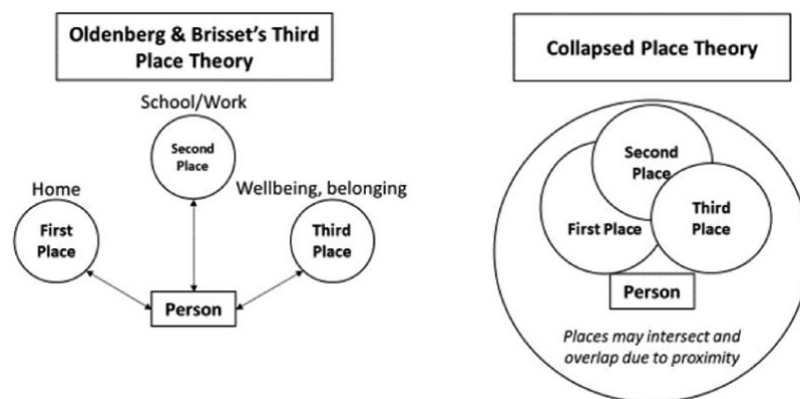 Oldenberg & Brisset's Third
Place Theory
School/Work
Second
Place
Home
First
Place
Wellbeing, belonging
Third
Place
Person
Collapsed Place Theory
Second
Place
First Place
Third
Place
Person
Places may intersect and
overlap due to proximity